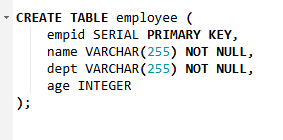 CREATE TABLE employee (
    empid SERIAL PRIMARY KEY,
    name VARCHAR(255) NOT NULL,
    dept VARCHAR(255) NOT NULL,
    age INTEGER
);